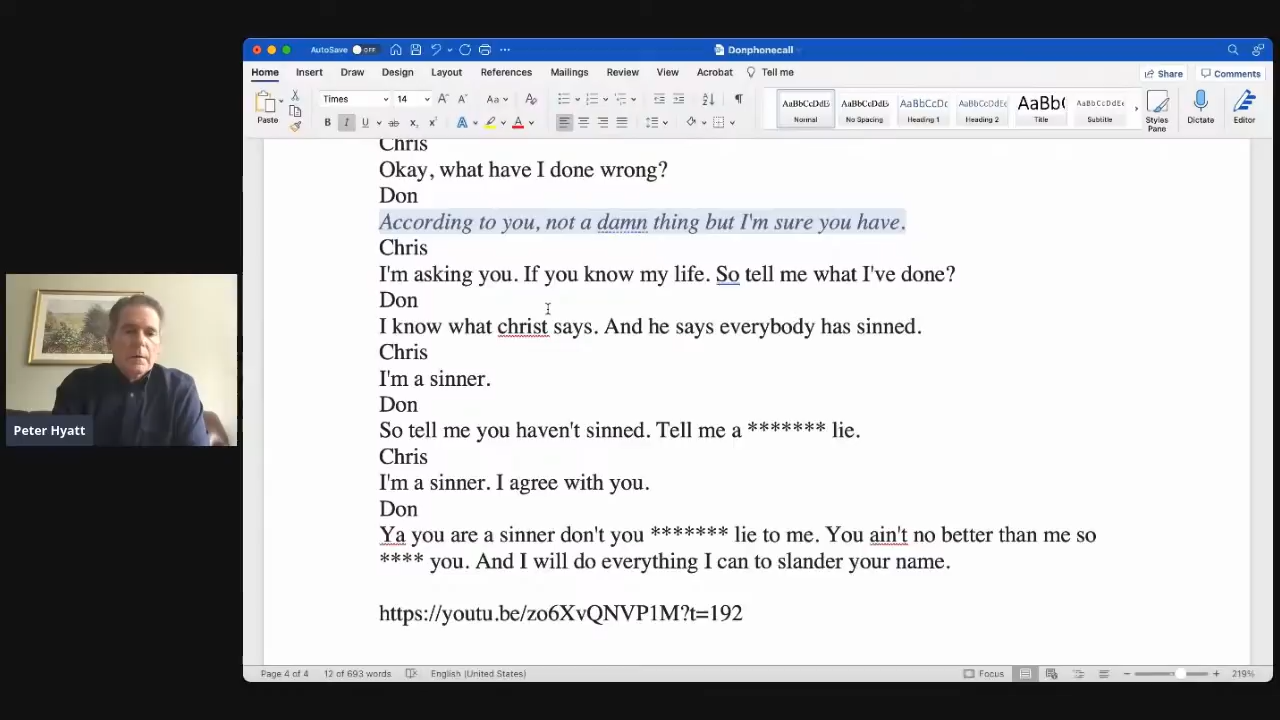 AutoSave OFF
Donphonecall
Home Insert Draw Design Layout References Mailings Review View Acrobat Tell me
Share Comments
Paste
Times 14
AaBbCcDdEe AaBbCcDdEe AaBbCcDc AaBbCcDdEe AaBb( AaBbCcDdEe
Normal No Spacing Heading 1 Heading 2 Title Subtitle
Styles Pane
Dictate
Editor
Chris
Okay, what have I done wrong?
Don
According to you, not a damn thing but I'm sure you have.
Chris
I'm asking you. If you know my life. So tell me what I've done?
Don
I know what christ says. And he says everybody has sinned.
Chris
I'm a sinner.
Don
So tell me you haven't sinned. Tell me a ******* lie.
Chris
I'm a sinner. I agree with you.
Don
Ya you are a sinner don't you ******* lie to me. You ain't no better than me so
**** you. And I will do everything I can to slander your name.
https://youtu.be/zo6XvQNVP1M?t=192
Peter Hyatt
Page 4 of 4 12 of 693 words English (United States) Focus 219%